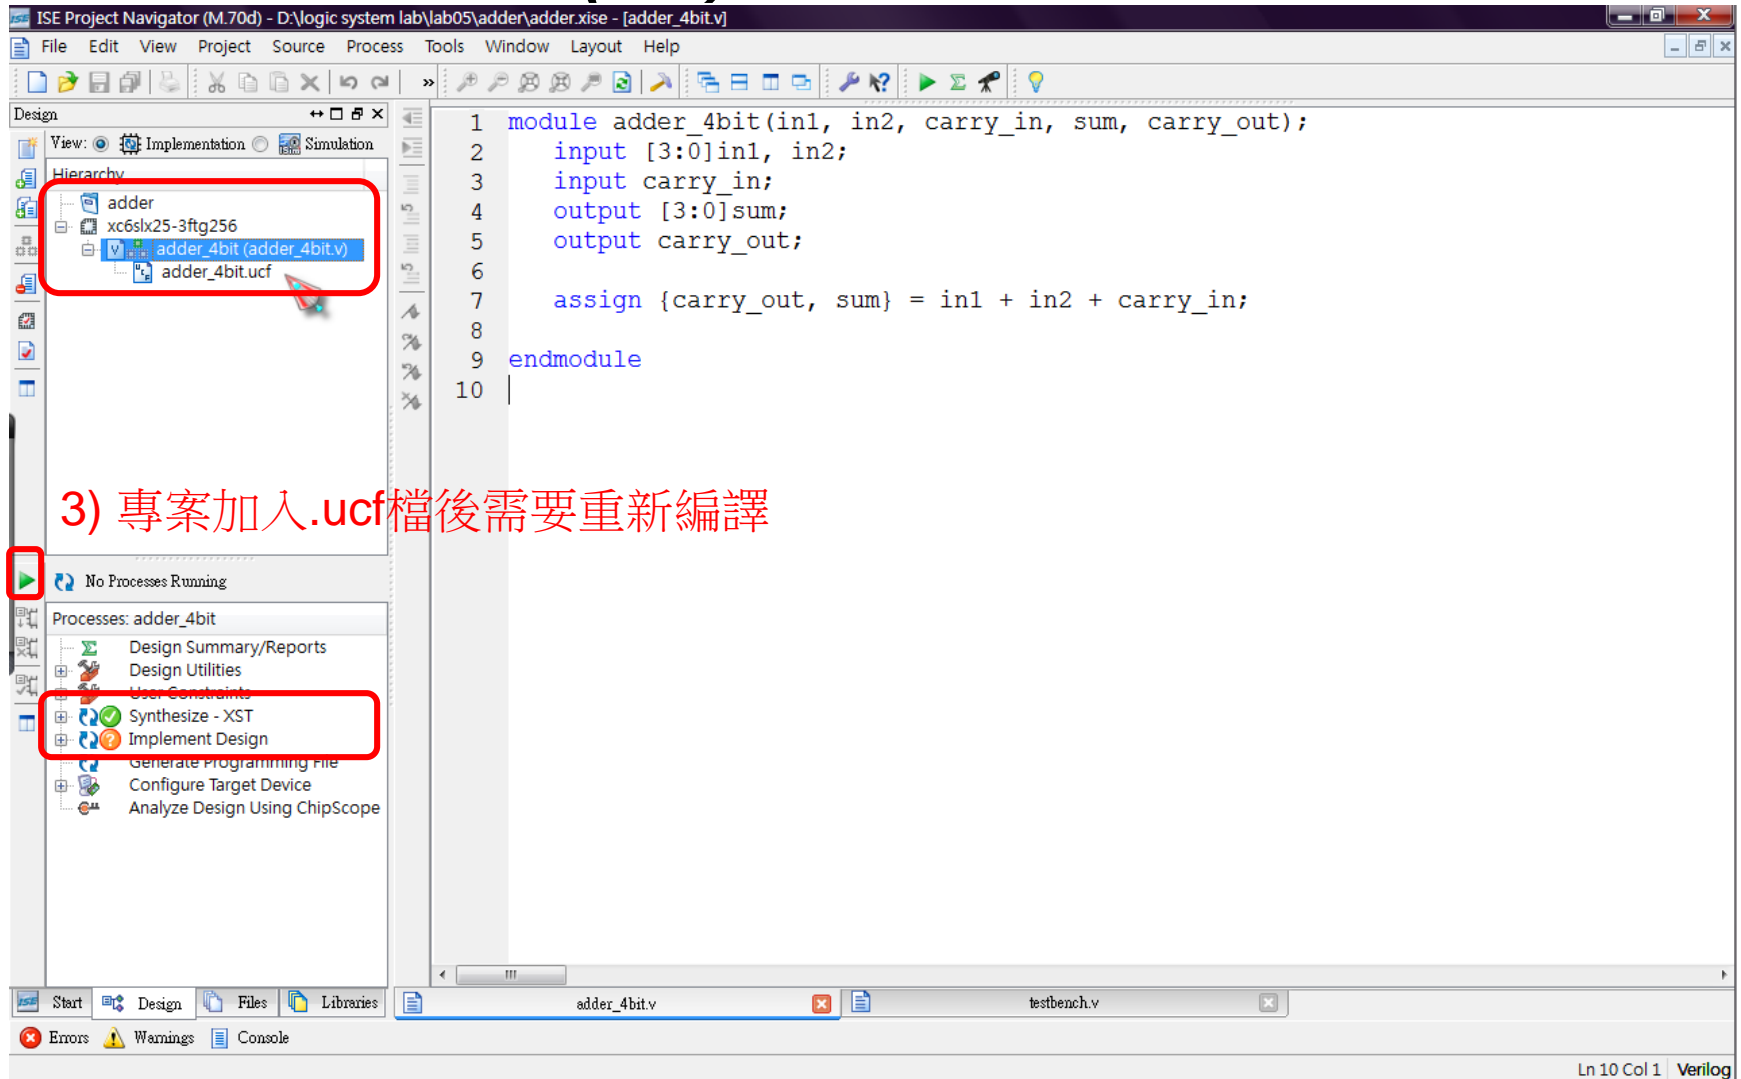 ISE Project Navigator (M.70d) - D:\logic system lab\lab05\adder\adder.xise - [adder_4bit.v]
File Edit View Project Source Process Tools Window Layout Help
Design
View: Implementation Simulation
Hierarchy
adder
xc6slx25-3ftg256
adder_4bit (adder_4bit.v)
adder_4bit.ucf
1 module adder_4bit(in1, in2, carry_in, sum, carry_out);
2 input [3:0]in1, in2;
3 input carry_in;
4 output [3:0]sum;
5 output carry_out;
6
7 assign {carry_out, sum} = in1 + in2 + carry_in;
8
9 endmodule
10
3) 專案加入.ucf檔後需要重新編譯
No Processes Running
Processes: adder_4bit
Design Summary/Reports
Design Utilities
User Constraints
Synthesize - XST
Implement Design
Generate Programming File
Configure Target Device
Analyze Design Using ChipScope
Start Design Files Libraries
adder_4bit.v testbench.v
Errors Warnings Console
Ln 10 Col 1 Verilog